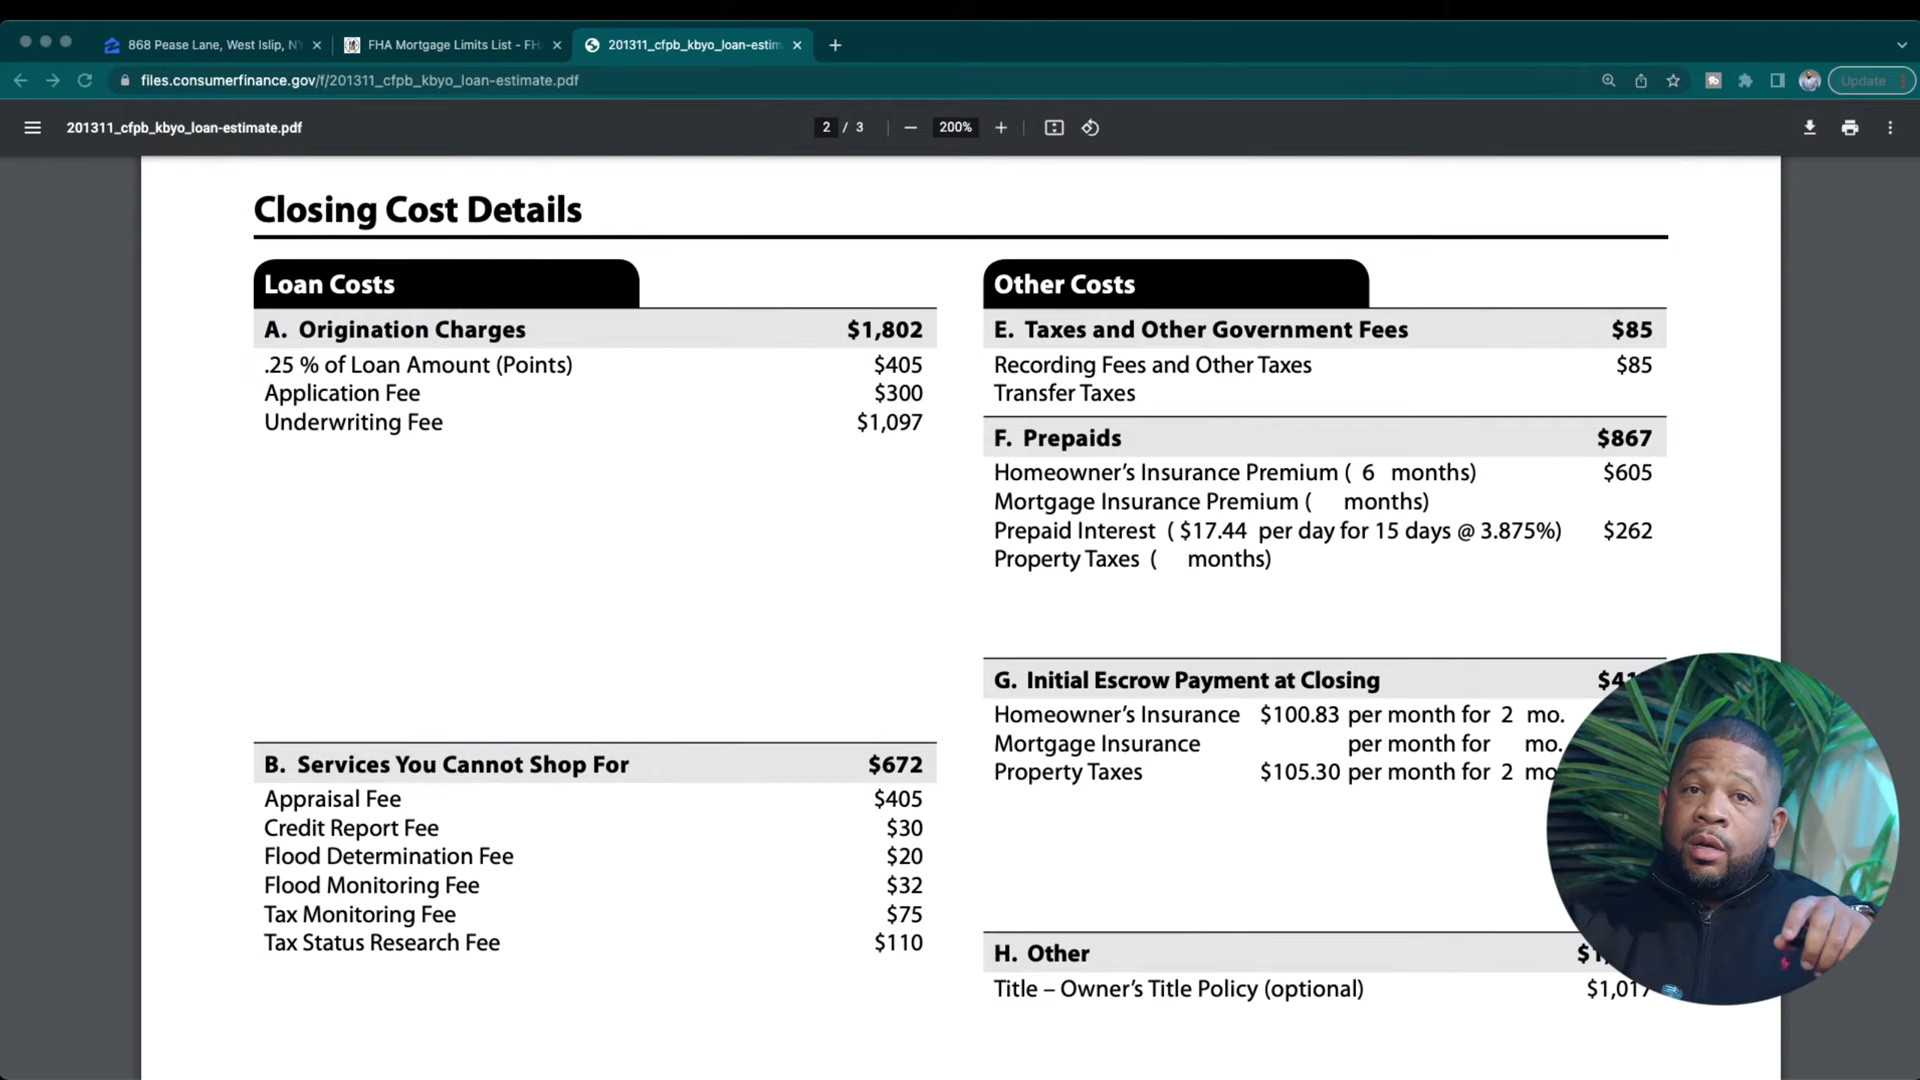 868 Pease Lane, West Islip, N
FHA Mortgage Limits List - FH
201311_cfpb_kbyo_loan-estim
files.consumerfinance.gov/f/201311_cfpb_kbyo_loan-estimate.pdf
Update
201311_cfpb_kbyo_loan-estimate.pdf
2 / 3
200%
Closing Cost Details
Loan Costs
A. Origination Charges $1,802
.25 % of Loan Amount (Points) $405
Application Fee $300
Underwriting Fee $1,097
B. Services You Cannot Shop For $672
Appraisal Fee $405
Credit Report Fee $30
Flood Determination Fee $20
Flood Monitoring Fee $32
Tax Monitoring Fee $75
Tax Status Research Fee $110
Other Costs
E. Taxes and Other Government Fees $85
Recording Fees and Other Taxes $85
Transfer Taxes
F. Prepaids $867
Homeowner's Insurance Premium ( 6 months) $605
Mortgage Insurance Premium ( months)
Prepaid Interest ( $17.44 per day for 15 days @ 3.875%) $262
Property Taxes ( months)
G. Initial Escrow Payment at Closing
Homeowner's Insurance $100.83 per month for 2 mo.
Mortgage Insurance per month for mo.
Property Taxes $105.30 per month for 2 mo
H. Other
Title – Owner's Title Policy (optional) $1,017